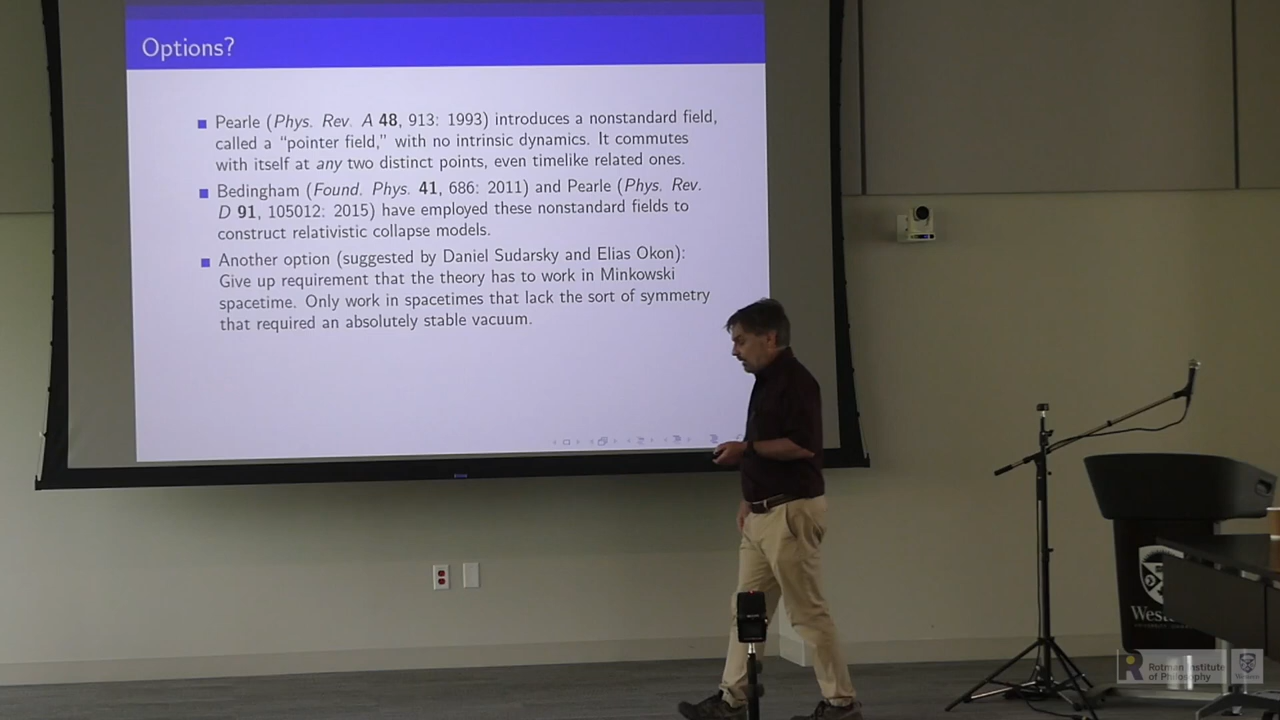 Options?
Pearle (Phys. Rev. A 48, 913: 1993) introduces a nonstandard field,
called a “pointer field,” with no intrinsic dynamics. It commutes
with itself at any two distinct points, even timelike related ones.
Bedingham (Found. Phys. 41, 686: 2011) and Pearle (Phys. Rev.
D 91, 105012: 2015) have employed these nonstandard fields to
construct relativistic collapse models.
Another option (suggested by Daniel Sudarsky and Elias Okon):
Give up requirement that the theory has to work in Minkowski
spacetime. Only work in spacetimes that lack the sort of symmetry
that required an absolutely stable vacuum.
Rotman Institute
of Philosophy
Western